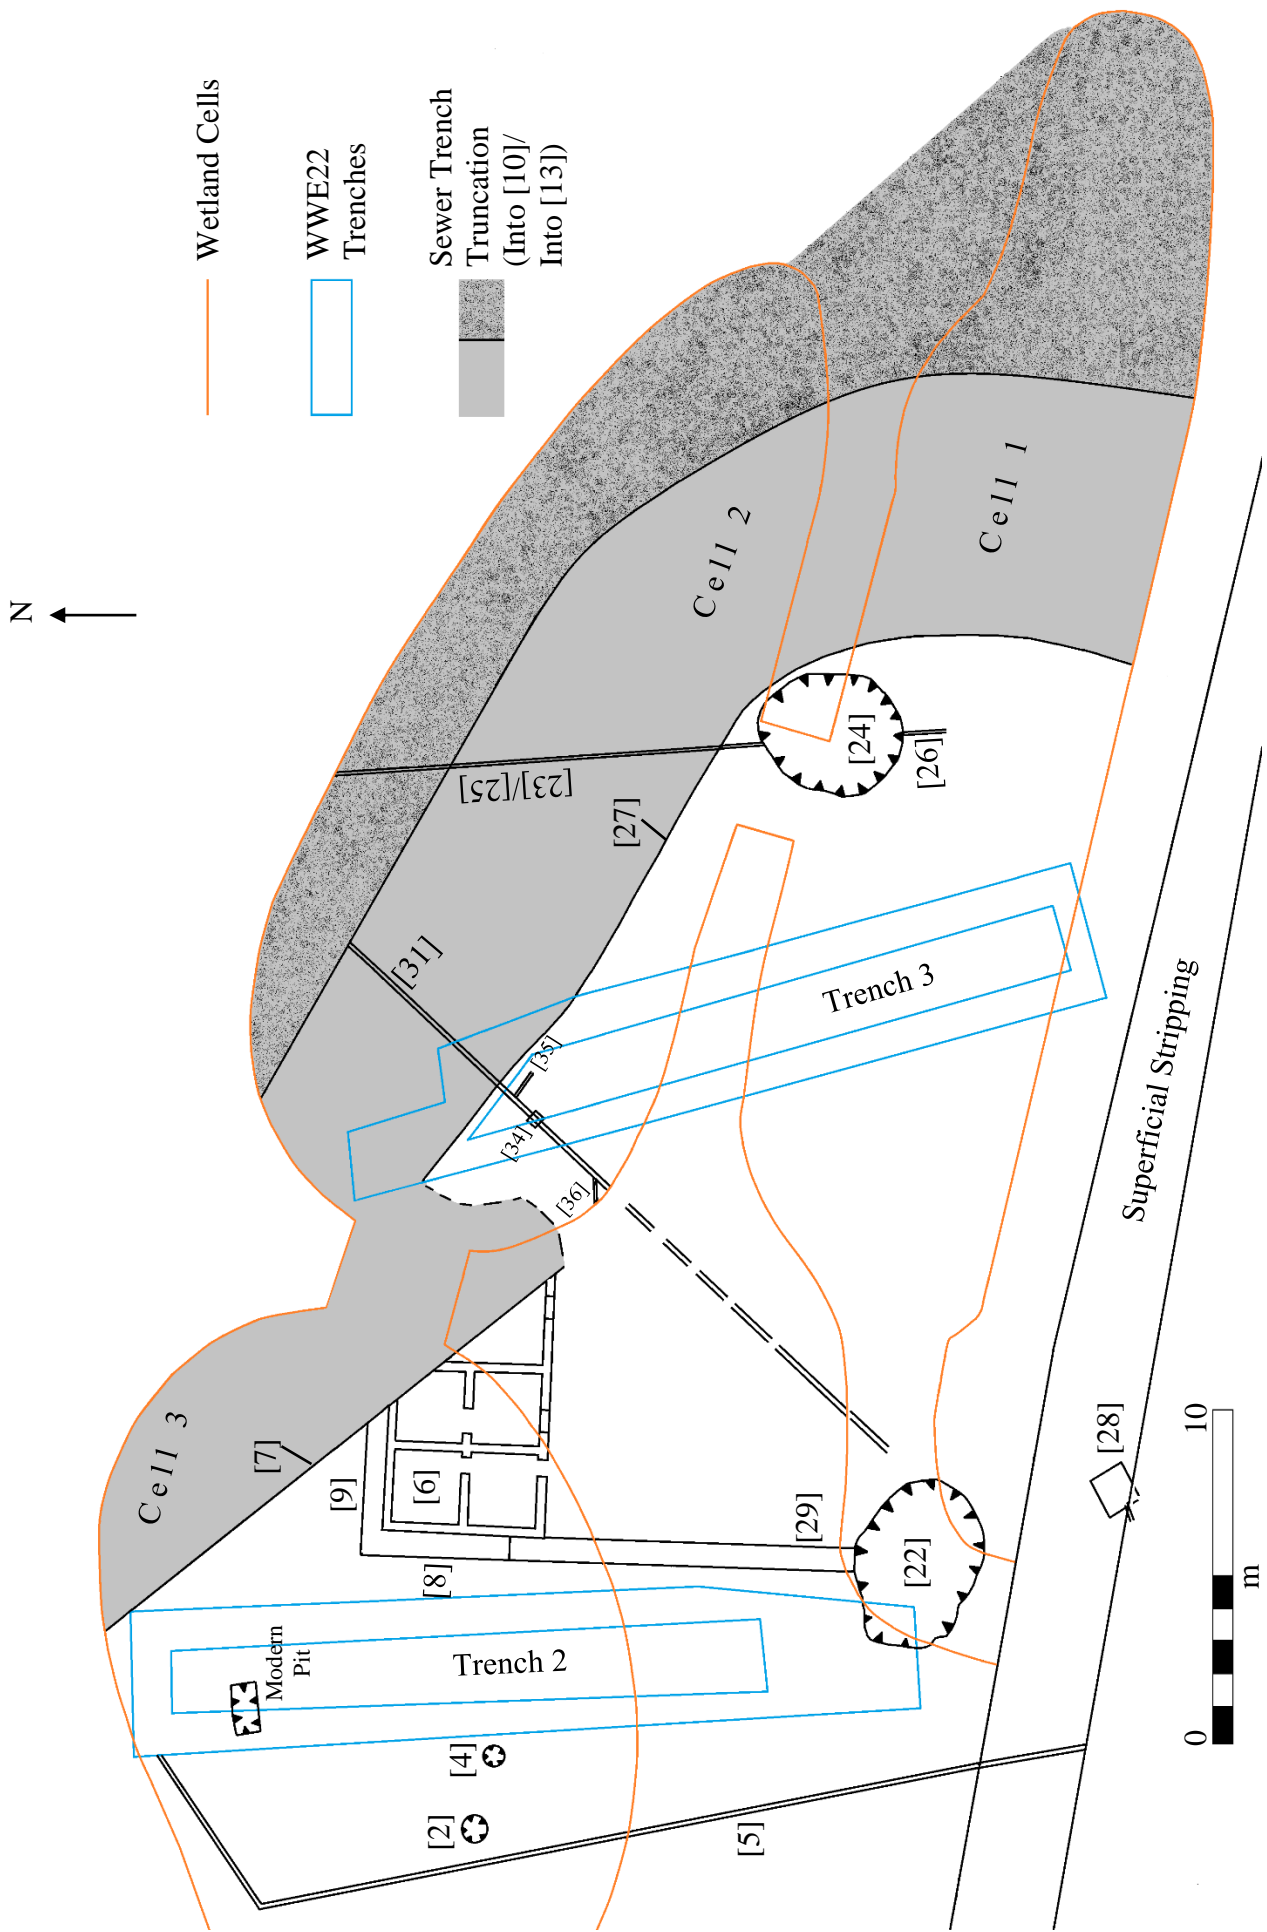 N
Wetland Cells
WWE22
Trenches
Sewer Trench
Truncation
(Into [10]/
Into [13])
Cell 1
Cell 2
Cell 3
[23]/[25]
[24]
[26]
[27]
[31]
[35]
[34]
[36]
Trench 3
Superficial Stripping
[7]
[9]
[6]
[8]
[29]
[22]
[28]
Modern
Pit
Trench 2
[4]
[2]
[5]
0
10
m